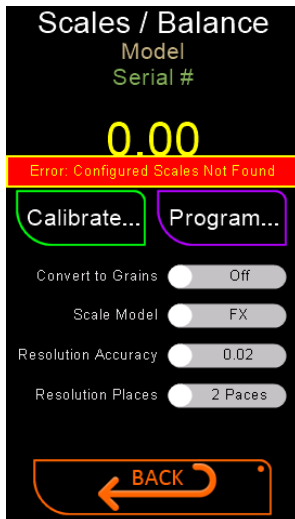 Scales / Balance
Model
Serial #
0.00
Error: Configured Scales Not Found
Calibrate... Program...
Convert to Grains Off
Scale Model FX
Resolution Accuracy 0.02
Resolution Places 2 Paces
BACK